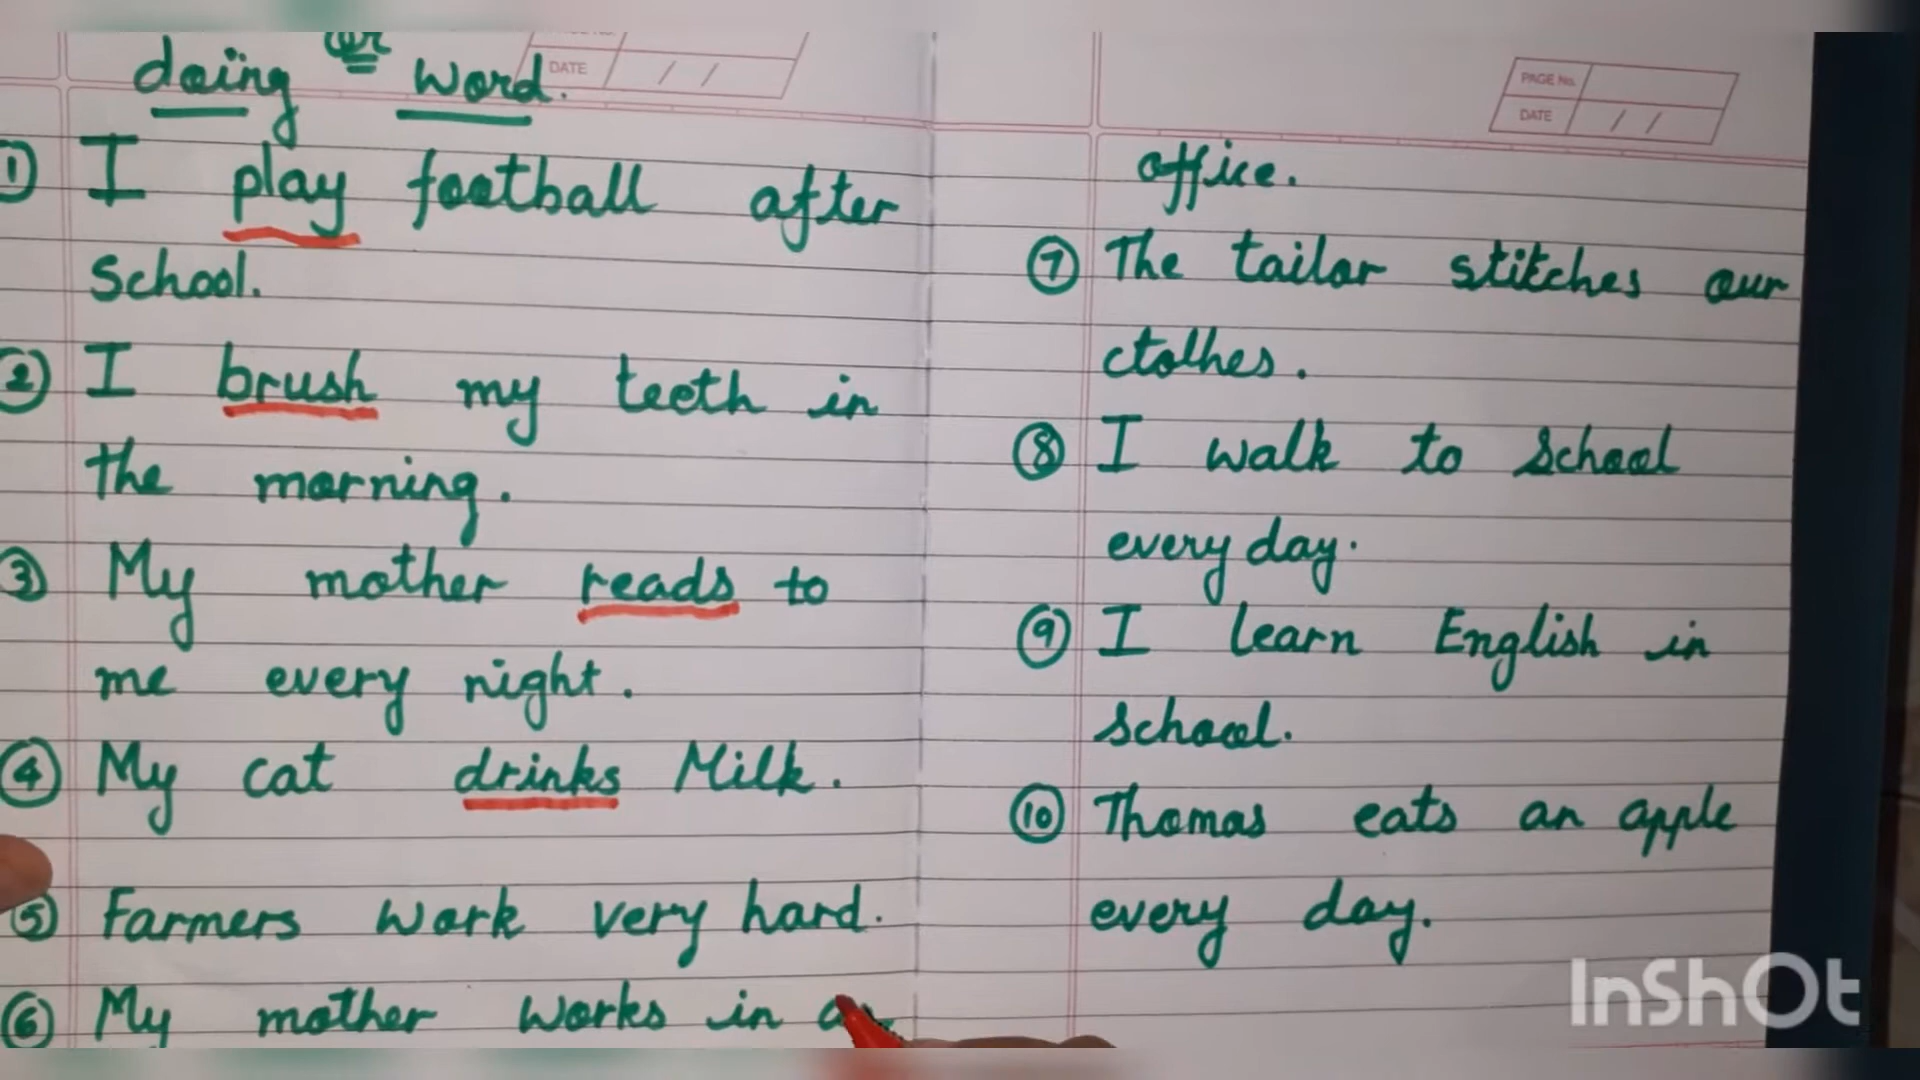 or
doing word.
DATE / /
① I play football after
School.
② I brush my teeth in
the morning.
③ My mother reads to
me every night.
④ My cat drinks Milk.
⑤ Farmers work very hard.
⑥ My mother works in
PAGE No.
DATE / /
office.
⑦ The tailor stitches our
ctolhes.
⑧ I walk to School
every day.
⑨ I learn English in
school.
⑩ Thomas eats an apple
every day.
InShOt